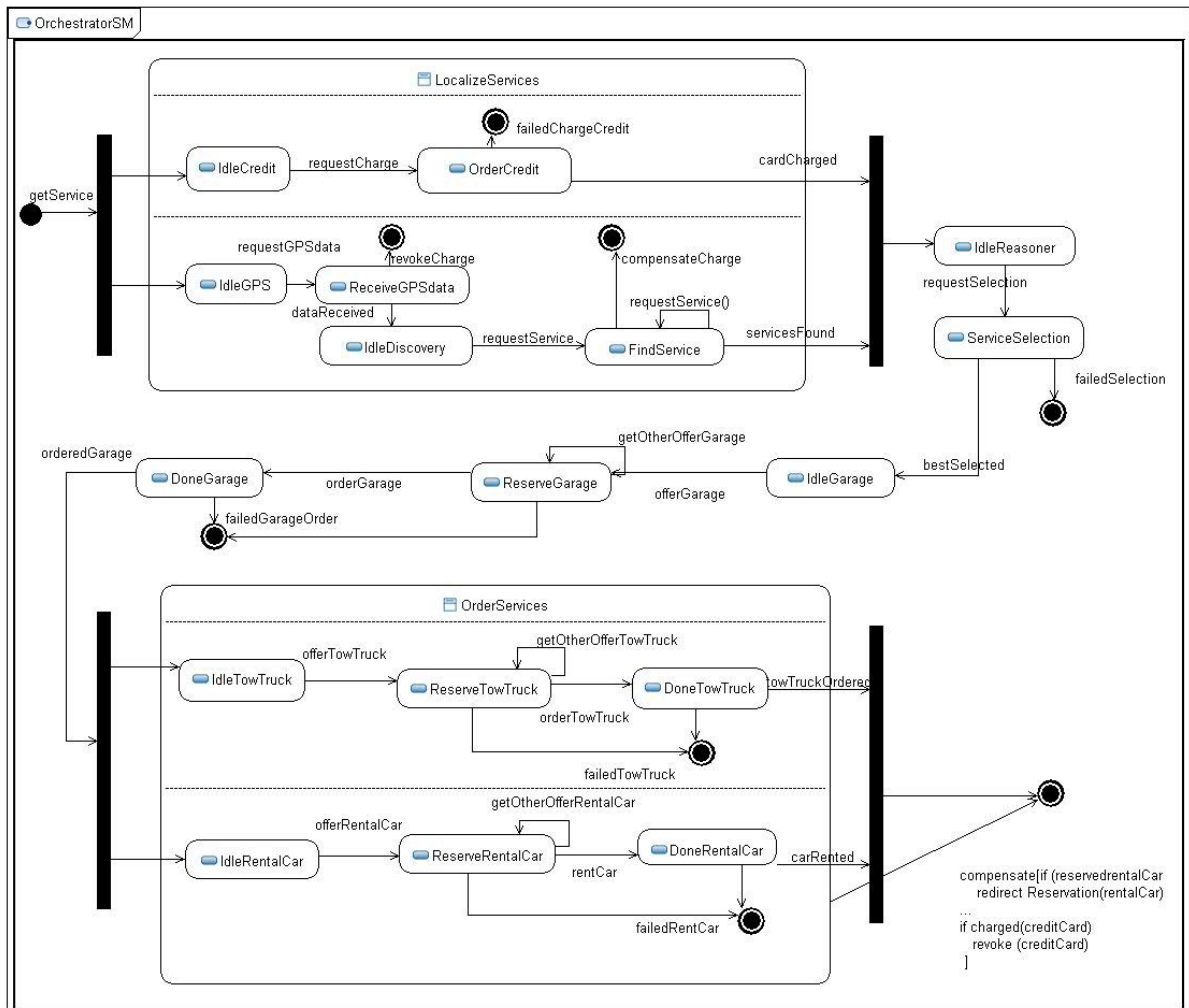 OrchestratorSM
LocalizeServices
failedChargeCredit
cardCharged
IdleCredit
requestCharge
OrderCredit
getService
requestGPSdata
revokeCharge
compensateCharge
IdleReasoner
IdleGPS
ReceiveGPSdata
requestSelection
requestService()
dataReceived
IdleDiscovery
requestService
FindService
servicesFound
ServiceSelection
failedSelection
getOtherOfferGarage
orderedGarage
bestSelected
DoneGarage
orderGarage
ReserveGarage
offerGarage
IdleGarage
failedGarageOrder
OrderServices
getOtherOfferTowTruck
offerTowTruck
IdleTowTruck
ReserveTowTruck
DoneTowTruck
towTruckOrdered
orderTowTruck
failedTowTruck
getOtherOfferRentalCar
offerRentalCar
IdleRentalCar
ReserveRentalCar
DoneRentalCar
carRented
rentCar
failedRentCar
compensate[if (reservedrentalCar
redirect Reservation(rentalCar)
...
if charged(creditCard)
revoke (creditCard)
]